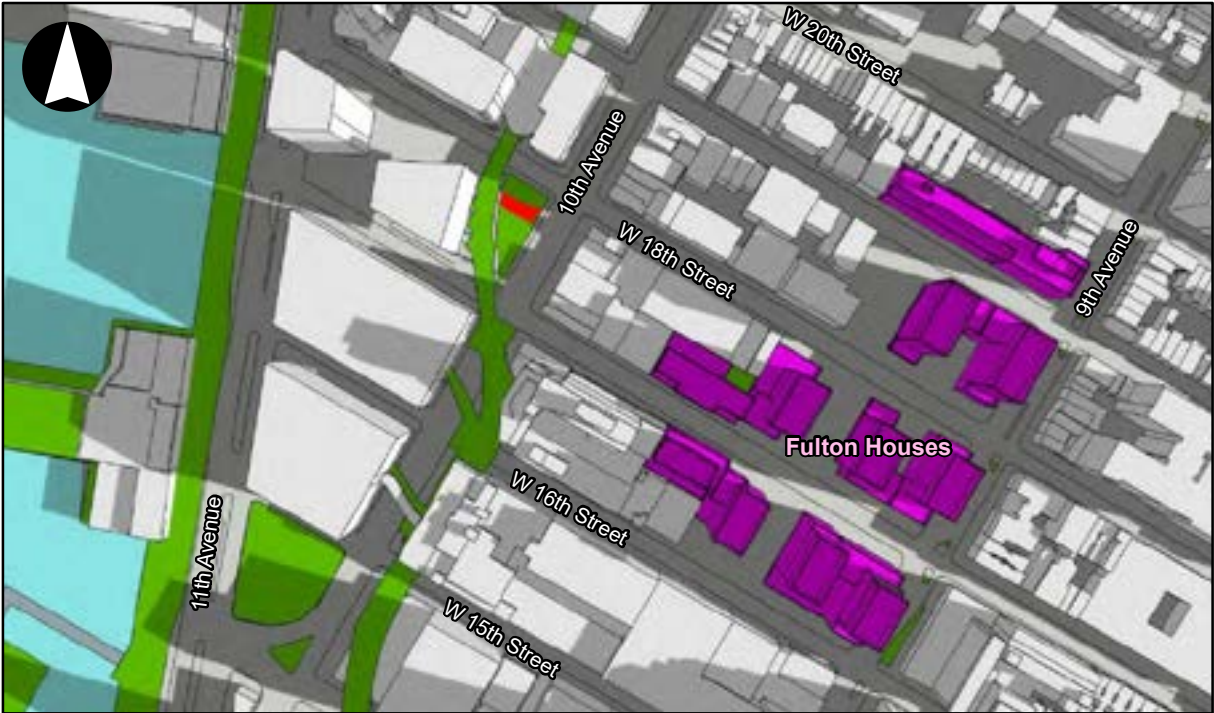 W 20th Street
10th Avenue
W 18th Street
9th Avenue
Fulton Houses
W 16th Street
11th Avenue
W 15th Street